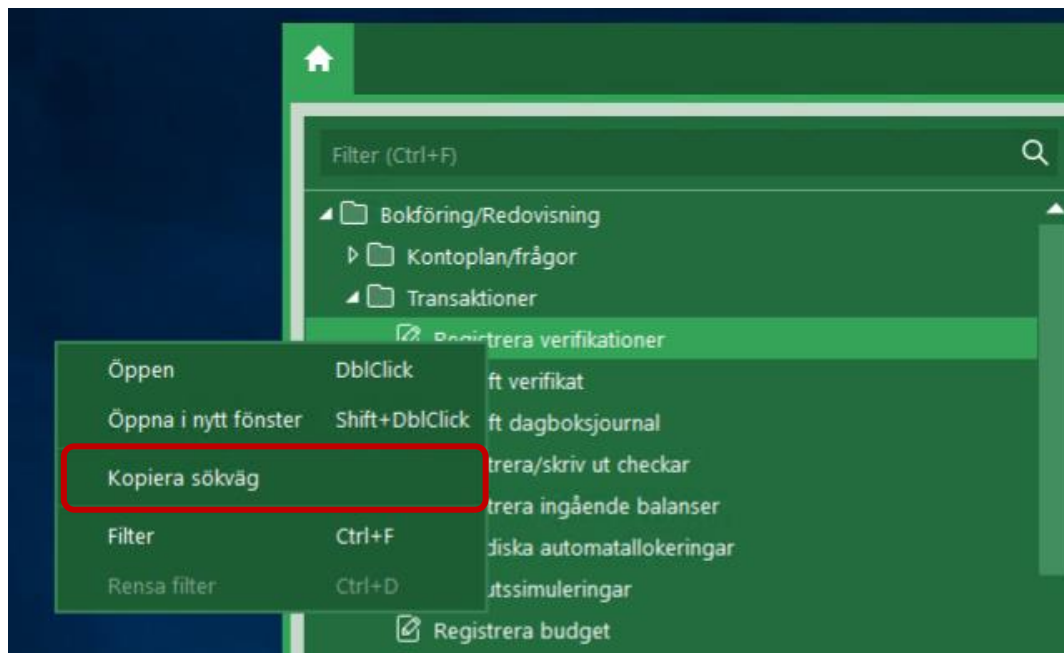 Filter (Ctrl+F)
Bokföring/Redovisning
Kontoplan/frågor
Transaktioner
Registrera verifikationer
ft verifikat
ft dagboksjournal
trera/skriv ut checkar
trera ingående balanser
diska automatallokeringar
utssimuleringar
Registrera budget
Öppen DblClick
Öppna i nytt fönster Shift+DblClick
Kopiera sökväg
Filter Ctrl+F
Rensa filter Ctrl+D